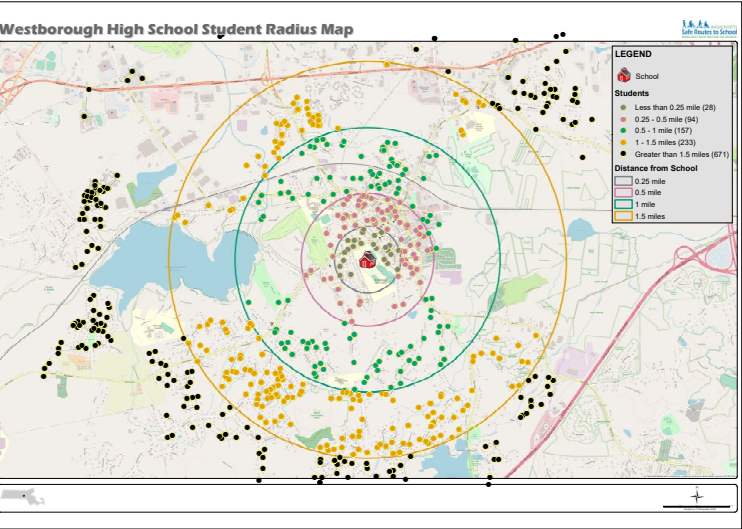 Westborough High School Student Radius Map
MASSACHUSETTS
Safe Routes to School
LEGEND
School
Students
Less than 0.25 mile (28)
0.25 - 0.5 mile (94)
0.5 - 1 mile (157)
1 - 1.5 miles (233)
Greater than 1.5 miles (671)
Distance from School
0.25 mile
0.5 mile
1 mile
1.5 miles